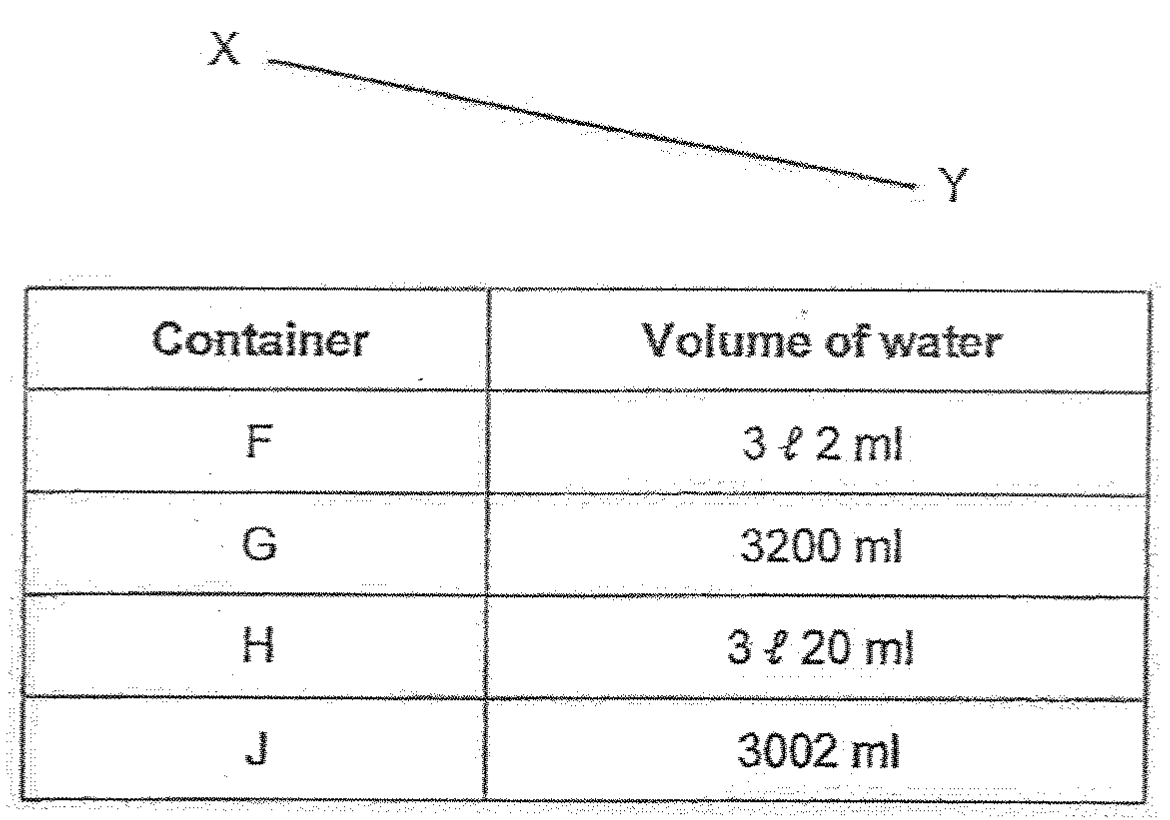 X
Y
Container Volume of water
F 3 ℓ 2 ml
G 3200 ml
H 3 ℓ 20 ml
J 3002 ml